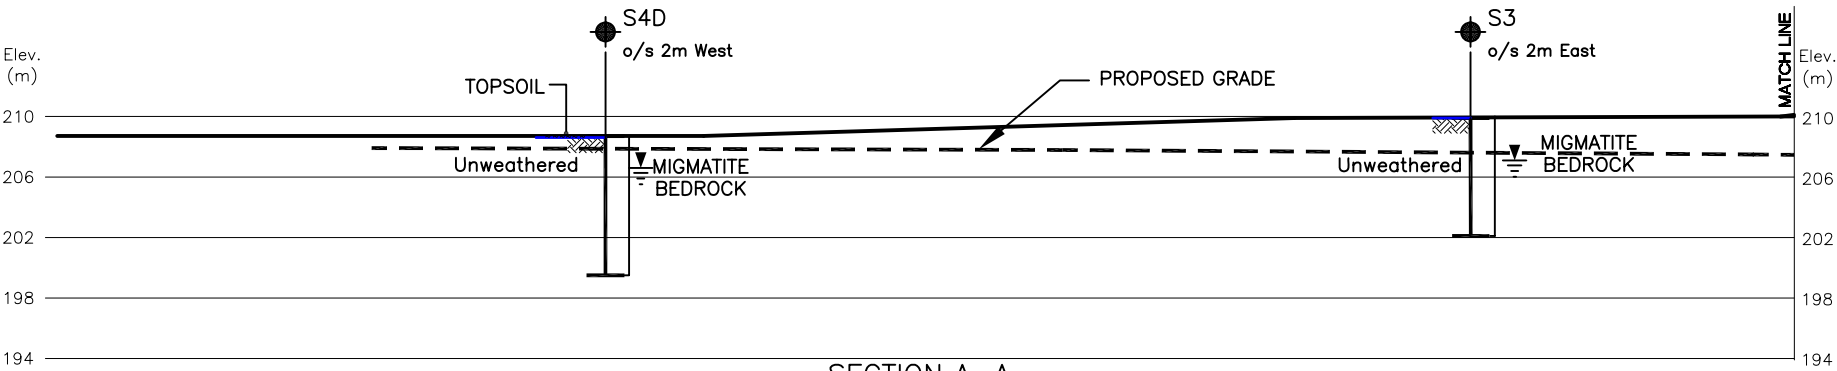 S4D
o/s 2m West
S3
o/s 2m East
MATCH LINE
Elev.
(m)
Elev.
(m)
TOPSOIL
PROPOSED GRADE
210
210
Unweathered
MIGMATITE
BEDROCK
Unweathered
MIGMATITE
BEDROCK
206
206
202
202
198
198
194
194
SECTION A-A